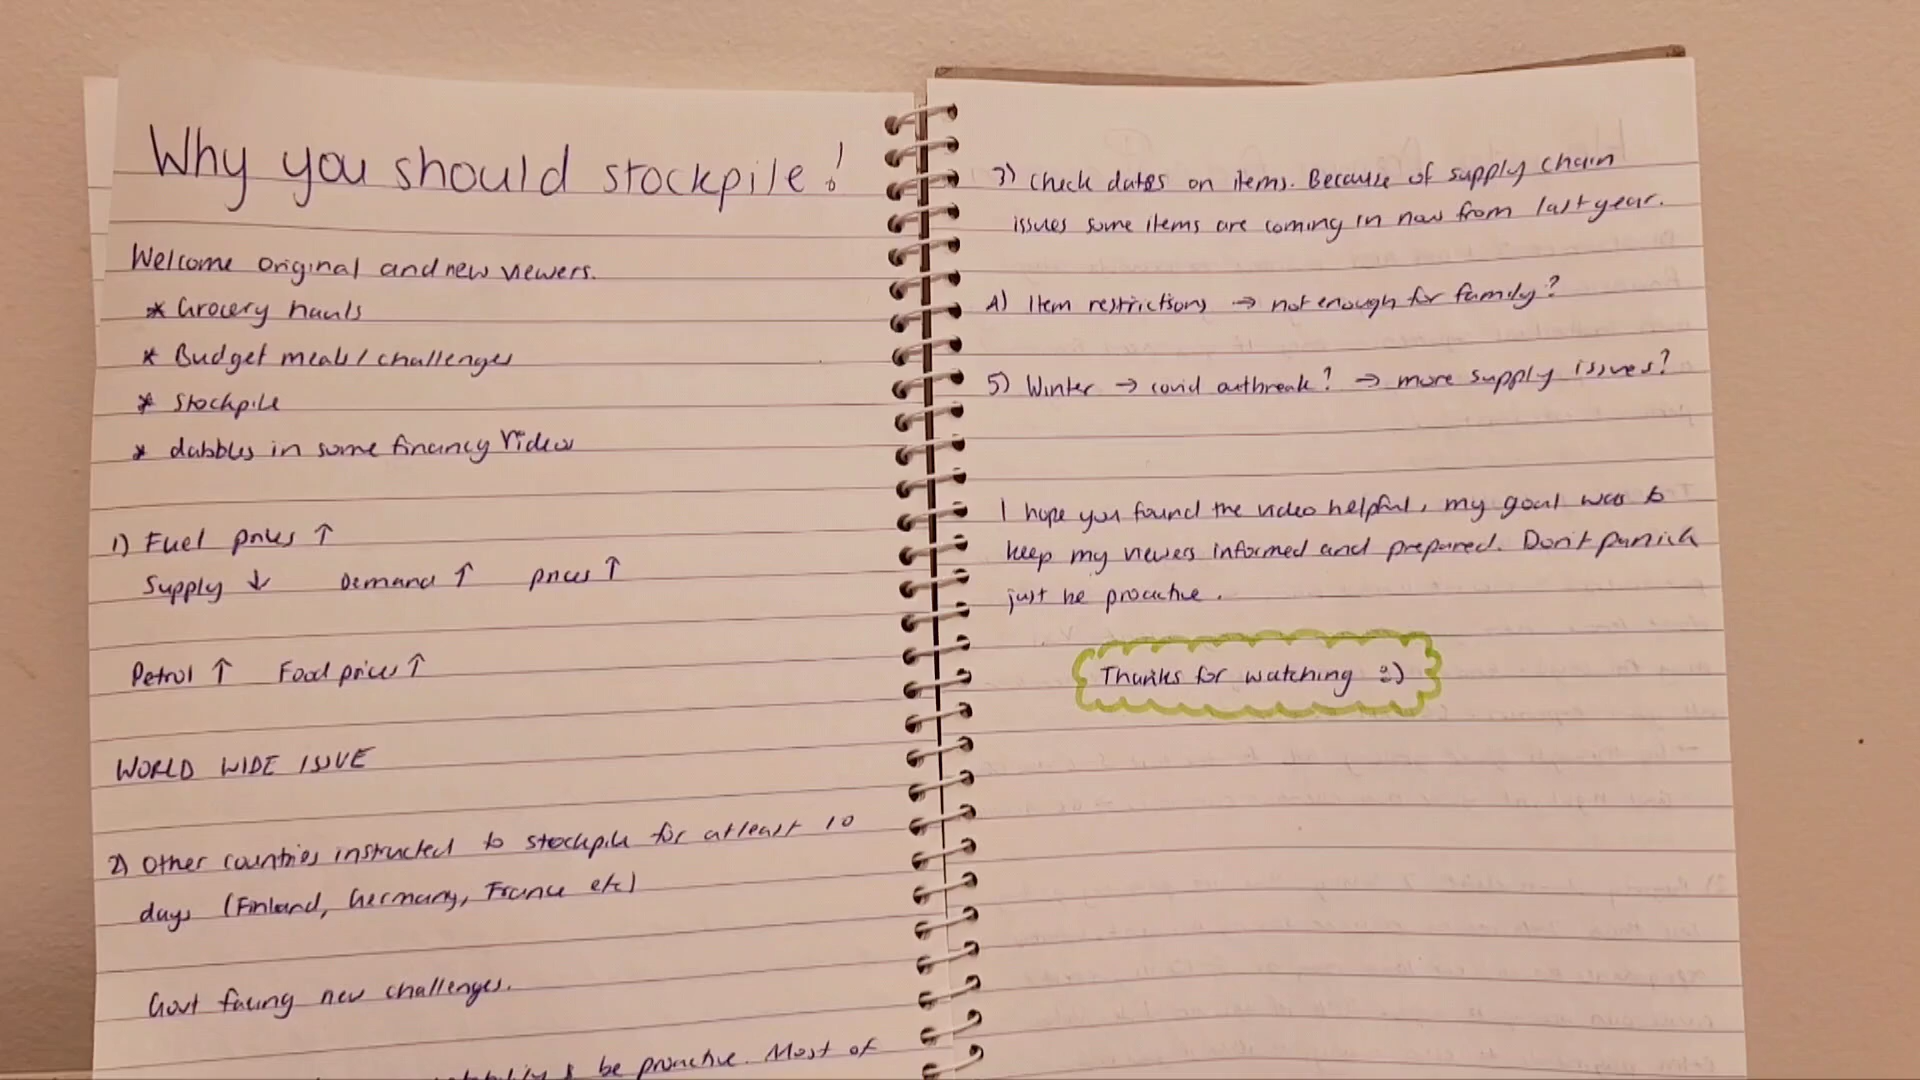 Why you should stockpile!
Welcome original and new viewers.
* Grocery hauls
* Budget meals / challenges
* Stockpile
* dabbles in some financy Videos
1) Fuel prices ↑
Supply ↓ Demand ↑ prices ↑
Petrol ↑ Food prices ↑
WORLD WIDE ISSUE
2) Other countries instructed to stockpile for atleast 10
days (Finland, Germany, France etc)
Govt facing new challenges.
& be proactive. Most of
3) Check dates on items. Because of supply chain
issues some items are coming in now from last year.
4) Item restrictions → not enough for family?
5) Winter → covid outbreak? → more supply issues?
I hope you found the video helpful, my goal was to
keep my viewers informed and prepared. Don't panick
just be proactive.
Thanks for watching :)